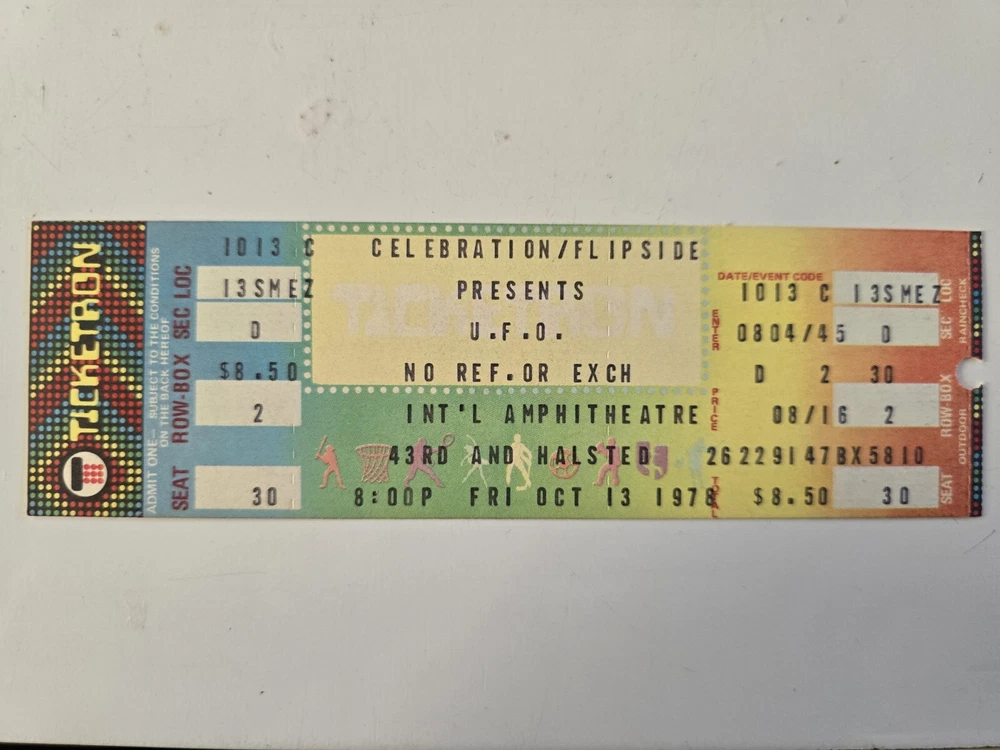 TICKETRON
ADMIT ONE — SUBJECT TO THE CONDITIONS
ON THE BACK HEREOF
SEAT ROW-BOX SEC LOC
1013 C
13SMEZ
D
$8.50
2
30
CELEBRATION/FLIPSIDE
PRESENTS
U.F.O.
NO REF.OR EXCH
INT'L AMPHITHEATRE
43RD AND HALSTED
8:00P FRI OCT 13 1978
DATE/EVENT CODE
1013 C 13SMEZ
ENTER
0804/45 D
D 2 30
PRICE
08/16 2
26229147BX5810
TOTAL
$8.50 30
SEAT ROW-BOX SEC LOC
OUTDOOR RAINCHECK